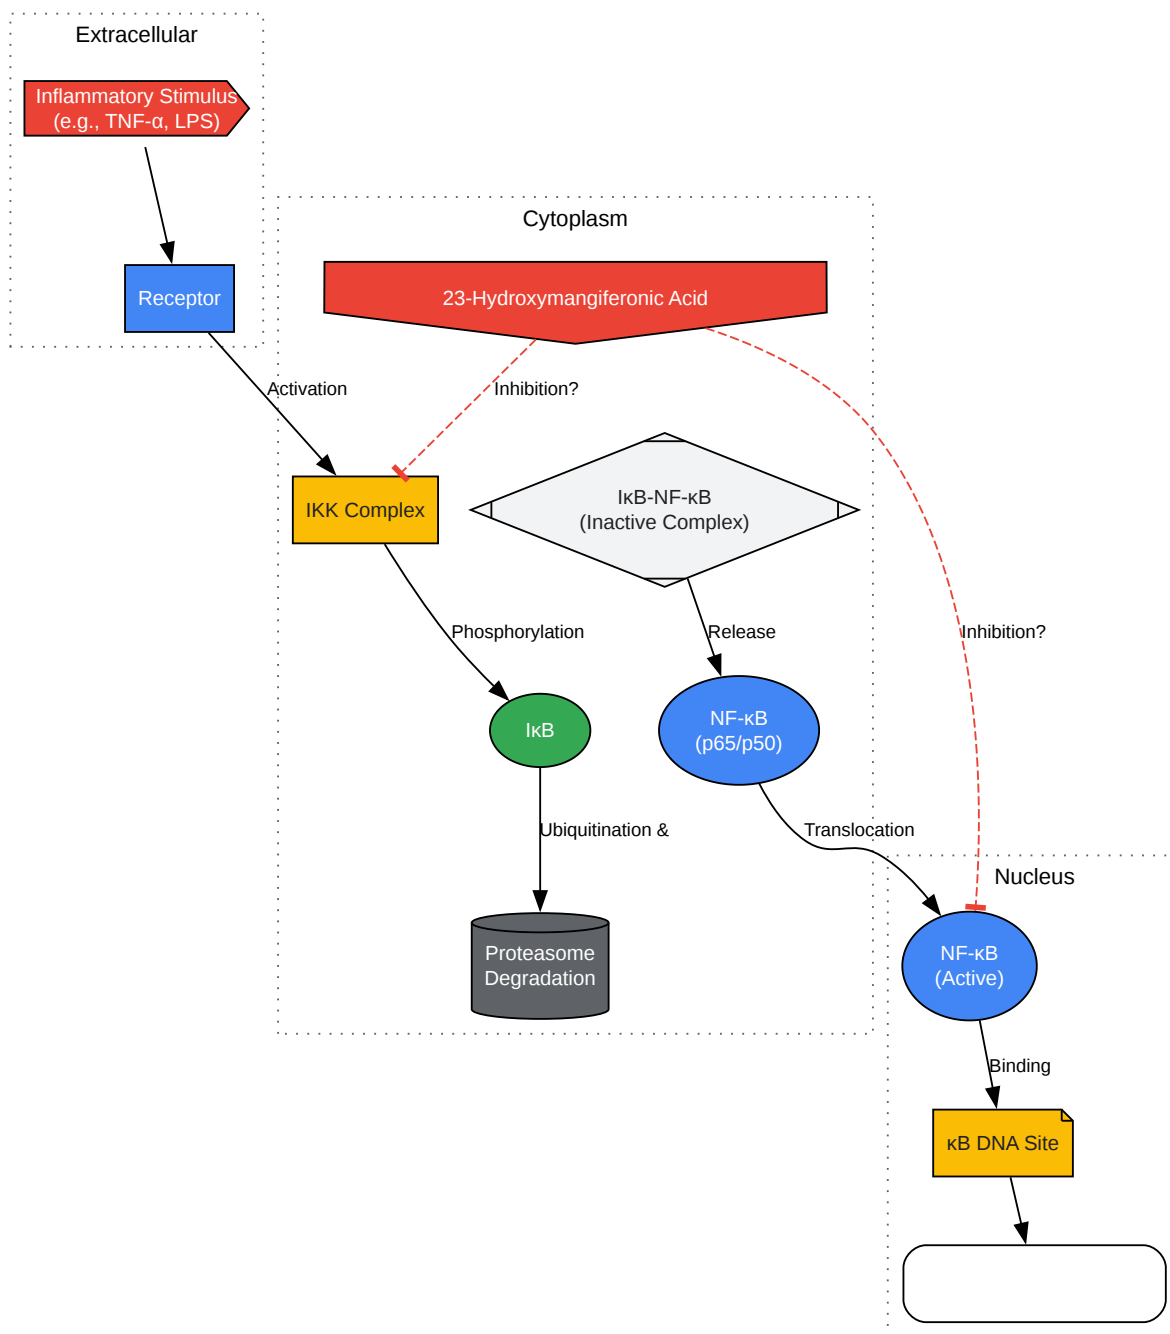 Extracellular
Inflammatory Stimulus
(e.g., TNF-α, LPS)
Receptor
Activation
Cytoplasm
23-Hydroxymangiferonic Acid
Inhibition?
IKK Complex
IκB-NF-κB
(Inactive Complex)
Phosphorylation
Release
Inhibition?
IκB
NF-κB
(p65/p50)
Ubiquitination &
Translocation
Proteasome
Degradation
Nucleus
NF-κB
(Active)
Binding
κB DNA Site